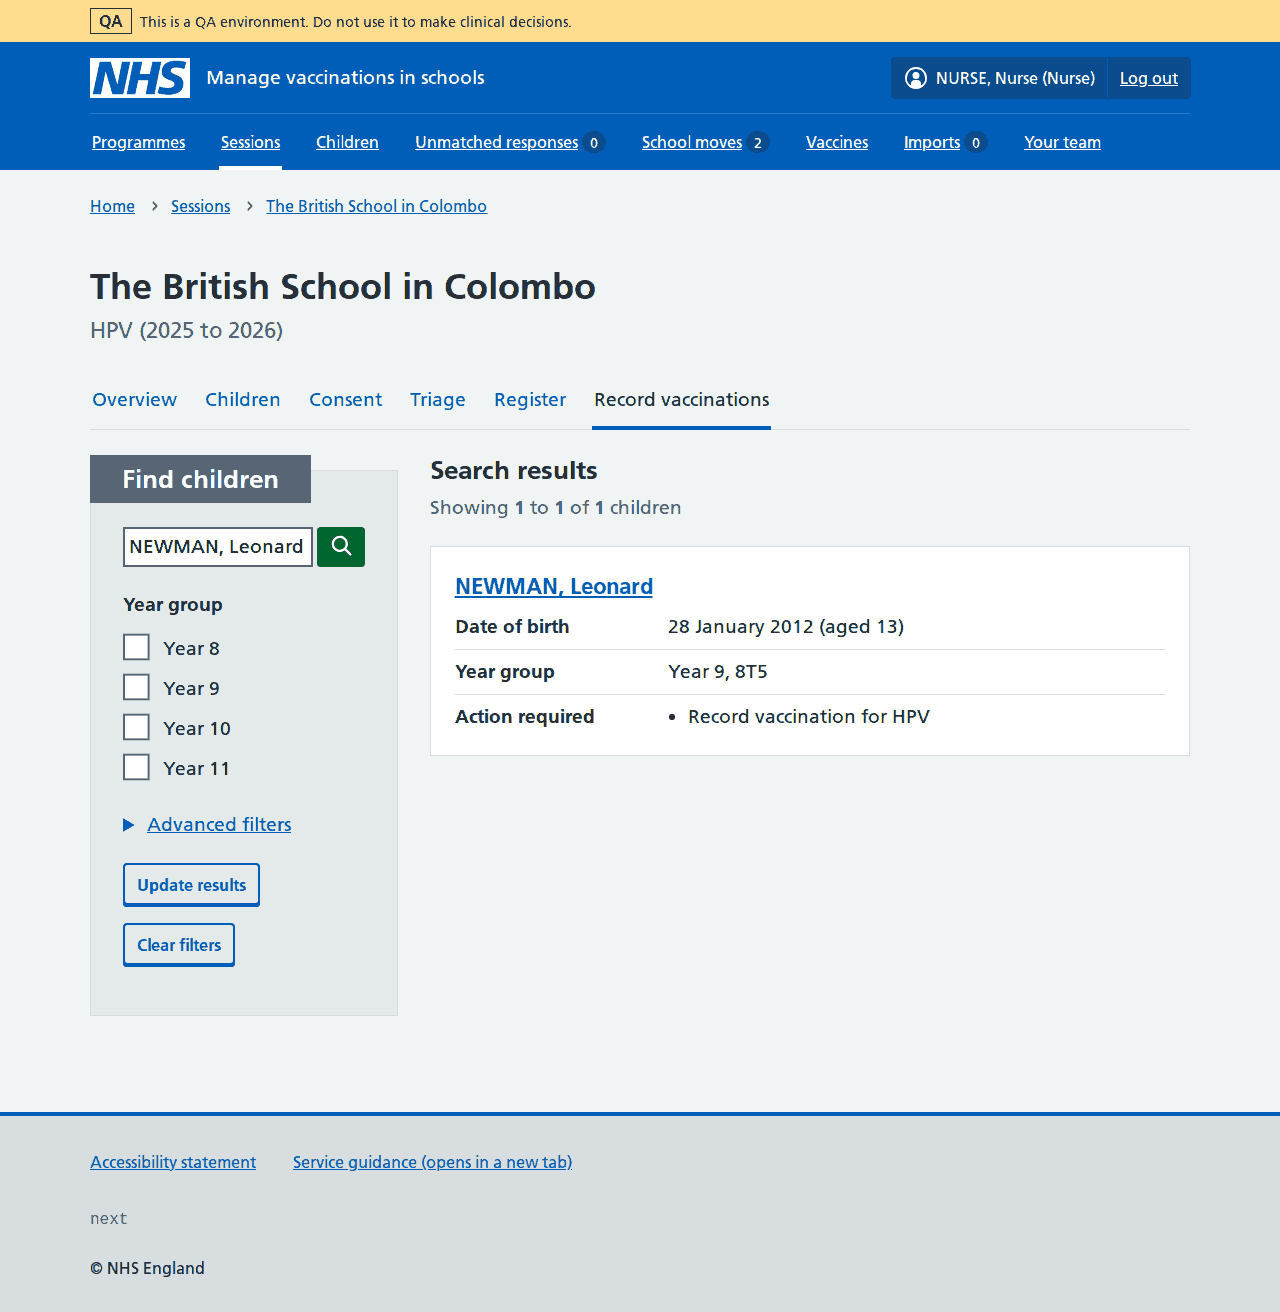 QA This is a QA environment. Do not use it to make clinical decisions.
NHS Manage vaccinations in schools NURSE, Nurse (Nurse) Log out
Programmes Sessions Children Unmatched responses 0 School moves 2 Vaccines Imports 0 Your team
Home Sessions The British School in Colombo
The British School in Colombo
HPV (2025 to 2026)
Overview Children Consent Triage Register Record vaccinations
Find children
NEWMAN, Leonard
Year group
Year 8
Year 9
Year 10
Year 11
Advanced filters
Update results
Clear filters
Search results
Showing 1 to 1 of 1 children
NEWMAN, Leonard
Date of birth 28 January 2012 (aged 13)
Year group Year 9, 8T5
Action required • Record vaccination for HPV
Accessibility statement Service guidance (opens in a new tab)
next
© NHS England